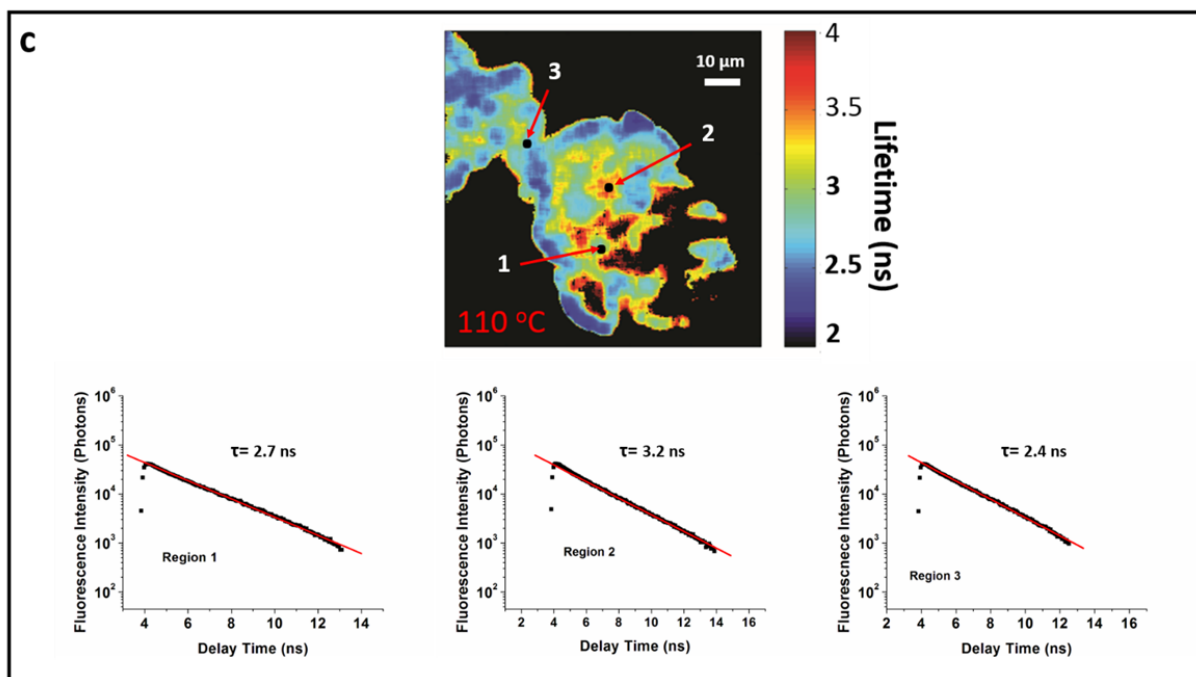 c
3
10 µm
2
1
110 °C
4
3.5
3
2.5
2
Lifetime (ns)
Fluorescence Intensity (Photons)
10⁶
10⁵
10⁴
10³
10²
τ= 2.7 ns
Region 1
4 6 8 10 12 14
Delay Time (ns)
Fluorescence Intensity (Photons)
10⁶
10⁵
10⁴
10³
10²
τ= 3.2 ns
Region 2
2 4 6 8 10 12 14 16
Delay Time (ns)
Fluorescnece Intensity (Photons)
10⁶
10⁵
10⁴
10³
10²
τ= 2.4 ns
Region 3
2 4 6 8 10 12 14 16
Delay Time (ns)